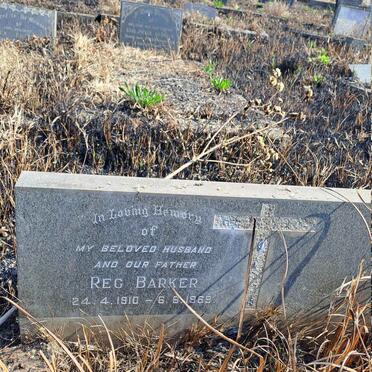 In Loving Memory
of
MY BELOVED HUSBAND
AND OUR FATHER
REG BARKER
24. 4. 1910 - 6. 6. 1969